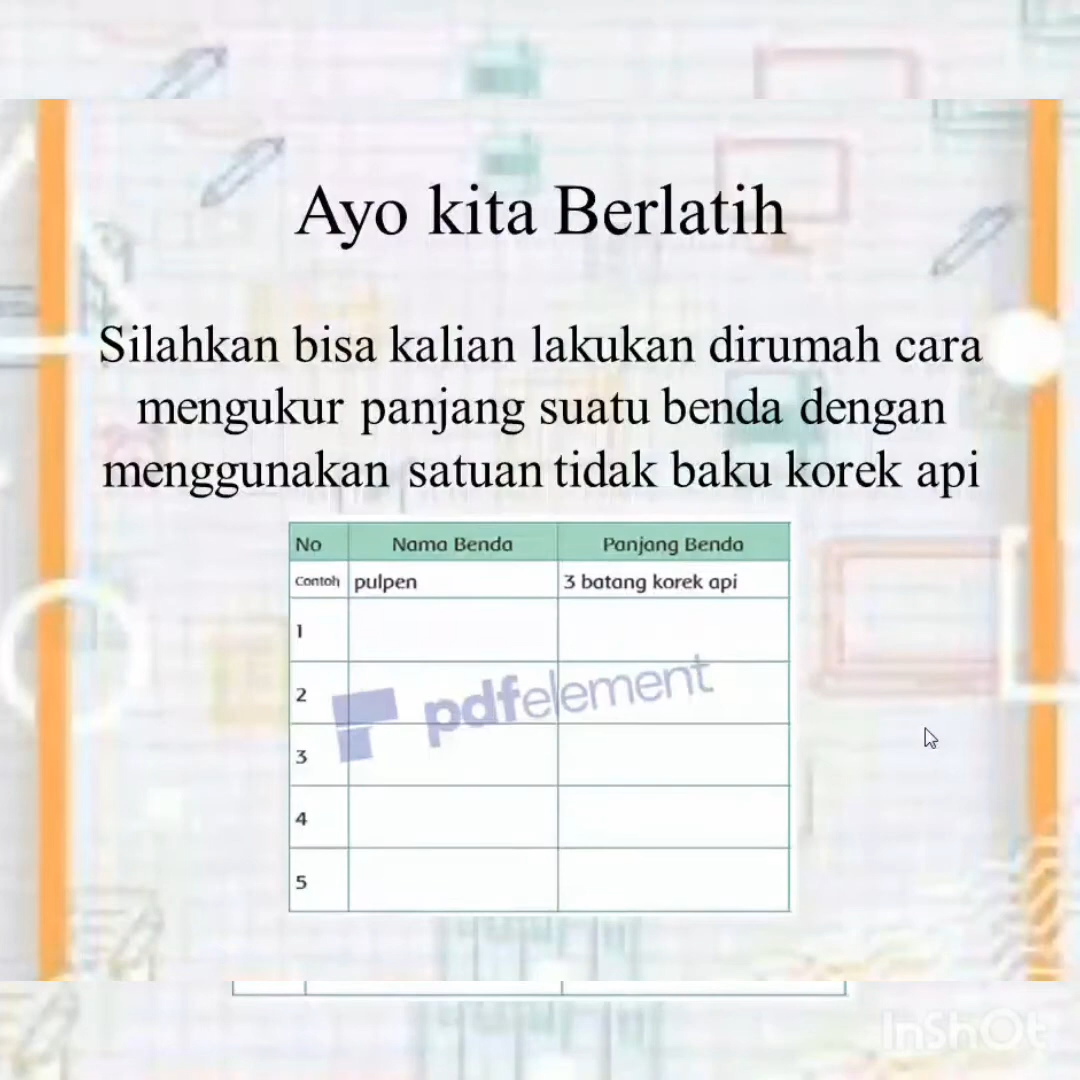 Ayo kita Berlatih
Silahkan bisa kalian lakukan dirumah cara
mengukur panjang suatu benda dengan
menggunakan satuan tidak baku korek api
No Nama Benda Panjang Benda
Contoh pulpen 3 batang korek api
1
2
pdfelement
3
4
5
InShOt